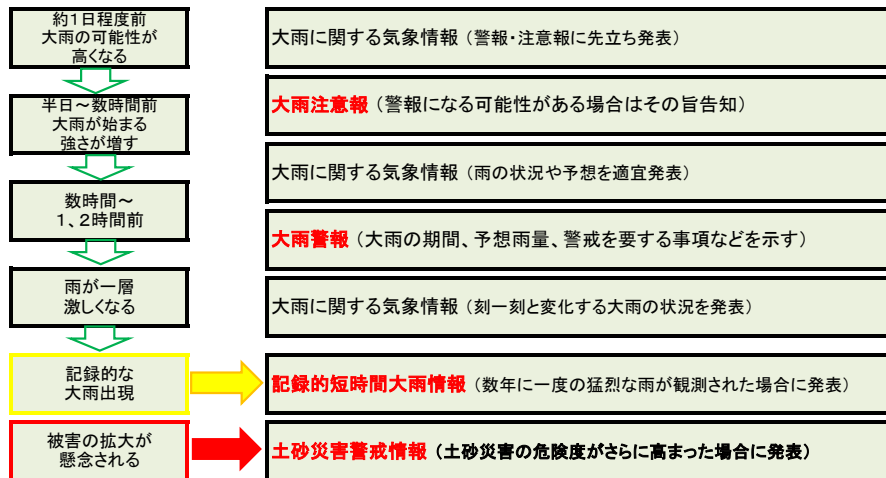 約1日程度前
大雨の可能性が
高くなる
大雨に関する気象情報（警報・注意報に先立ち発表）
半日～数時間前
大雨が始まる
強さが増す
大雨注意報（警報になる可能性がある場合はその旨告知）
大雨に関する気象情報（雨の状況や予想を適宜発表）
数時間～
1、2時間前
大雨警報（大雨の期間、予想雨量、警戒を要する事項などを示す）
雨が一層
激しくなる
大雨に関する気象情報（刻一刻と変化する大雨の状況を発表）
記録的な
大雨出現
記録的短時間大雨情報（数年に一度の猛烈な雨が観測された場合に発表）
被害の拡大が
懸念される
土砂災害警戒情報（土砂災害の危険度がさらに高まった場合に発表）